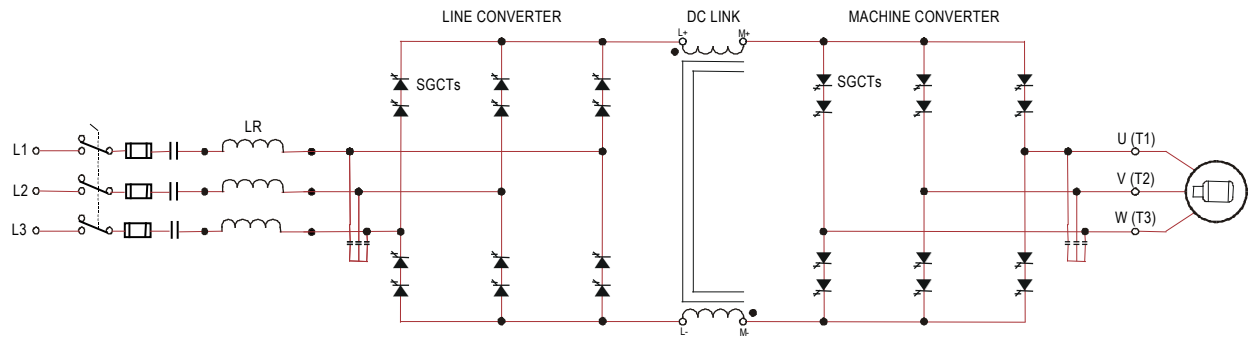 LINE CONVERTER
DC LINK
MACHINE CONVERTER
L+
M+
SGCTs
SGCTs
LR
L1
L2
L3
U (T1)
V (T2)
W (T3)
L-
M-